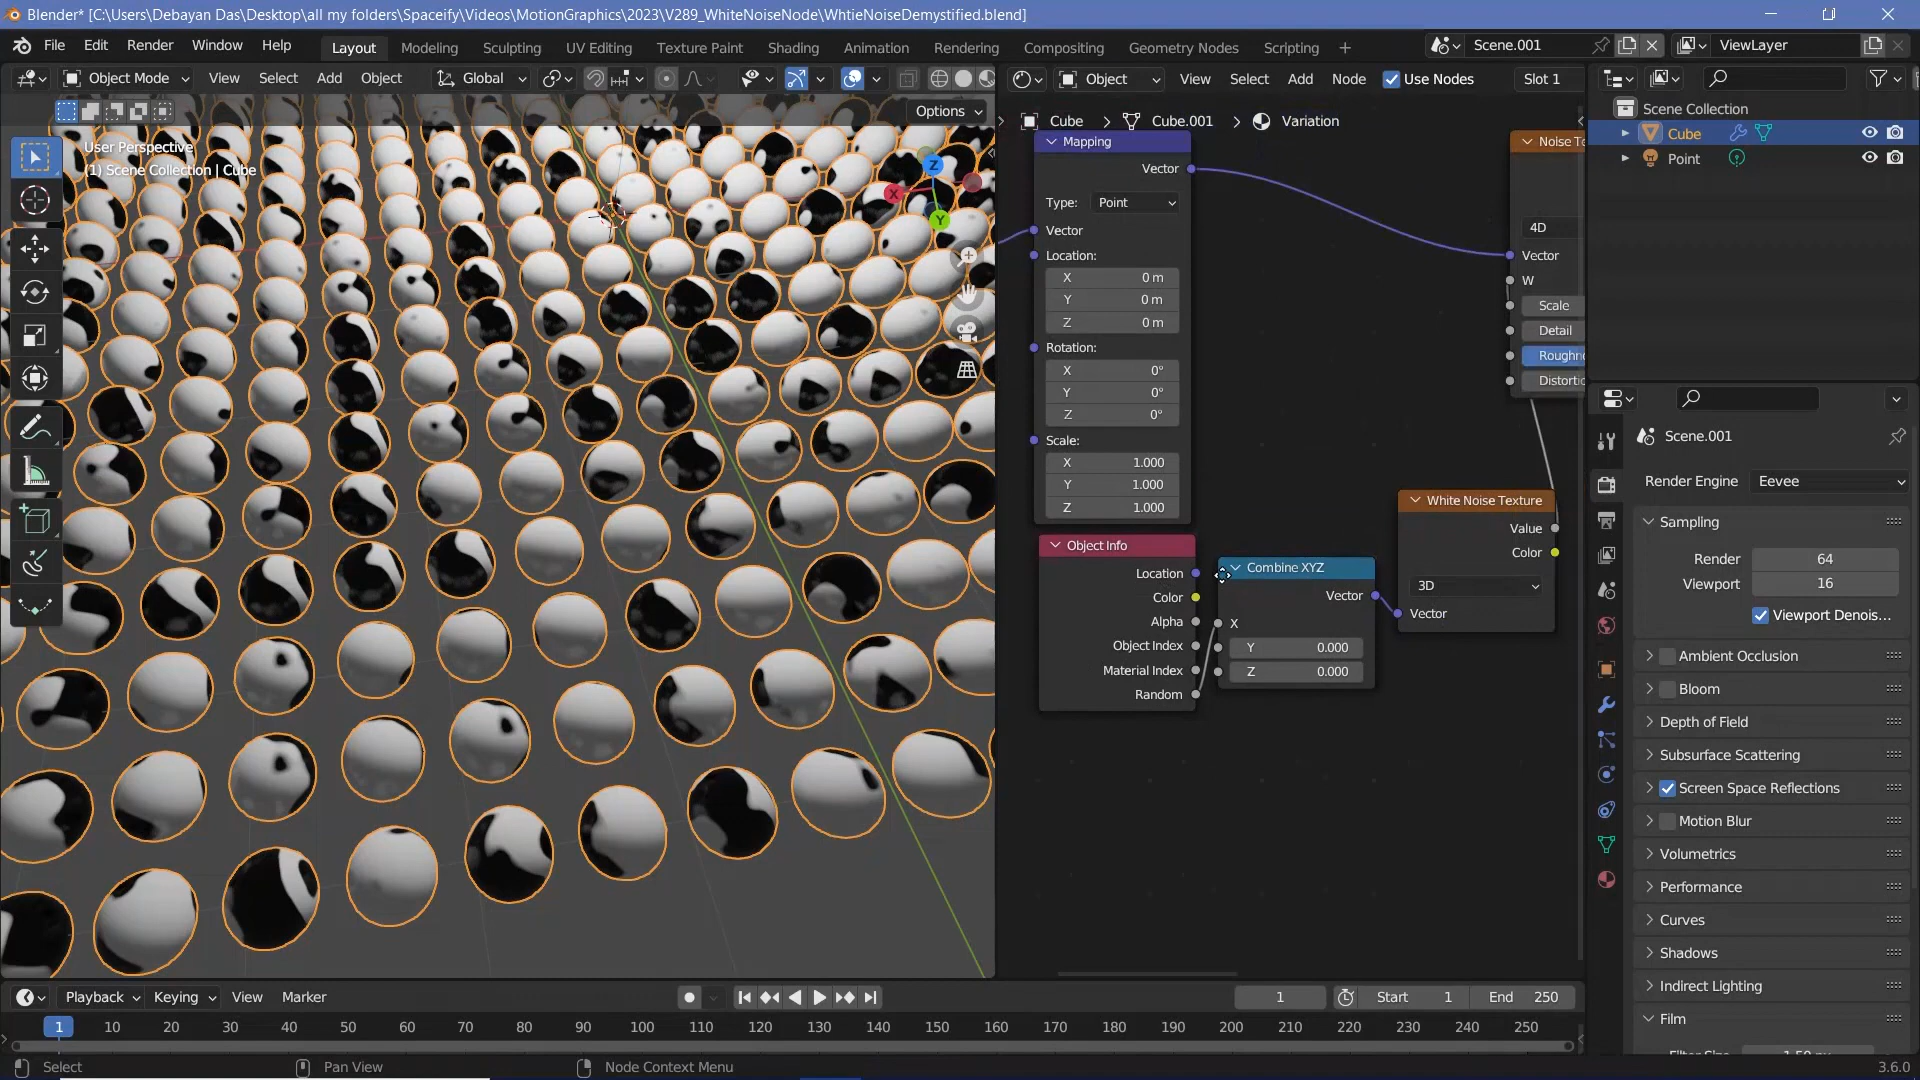 Blender* [C:\Users\Debayan Das\Desktop\all my folders\Spaceify\Videos\MotionGraphics\2023\V289_WhiteNoiseNode\WhtieNoiseDemystified.blend]
File Edit Render Window Help Layout Modeling Sculpting UV Editing Texture Paint Shading Animation Rendering Compositing Geometry Nodes Scripting + Scene.001 ViewLayer
Object Mode View Select Add Object Global Object View Select Add Node Use Nodes Slot 1
Options
Cube > Cube.001 > Variation
Scene Collection
Cube
Point
User Perspective
(1) Scene Collection | Cube
Z
X
Y
Mapping
Vector
Type: Point
Vector
Location:
X 0 m
Y 0 m
Z 0 m
Rotation:
X 0°
Y 0°
Z 0°
Scale:
X 1.000
Y 1.000
Z 1.000
Noise Te
4D
Vector
W
Scale
Detail
Roughn
Distortio
Object Info
Location
Color
Alpha
Object Index
Material Index
Random
Combine XYZ
Vector
X
Y 0.000
Z 0.000
White Noise Texture
Value
Color
3D
Vector
Scene.001
Render Engine Eevee
Sampling
Render 64
Viewport 16
Viewport Denois...
Ambient Occlusion
Bloom
Depth of Field
Subsurface Scattering
Screen Space Reflections
Motion Blur
Volumetrics
Performance
Curves
Shadows
Indirect Lighting
Film
Playback Keying View Marker 1 Start 1 End 250
1 10 20 30 40 50 60 70 80 90 100 110 120 130 140 150 160 170 180 190 200 210 220 230 240 250
Select Pan View Node Context Menu 3.6.0